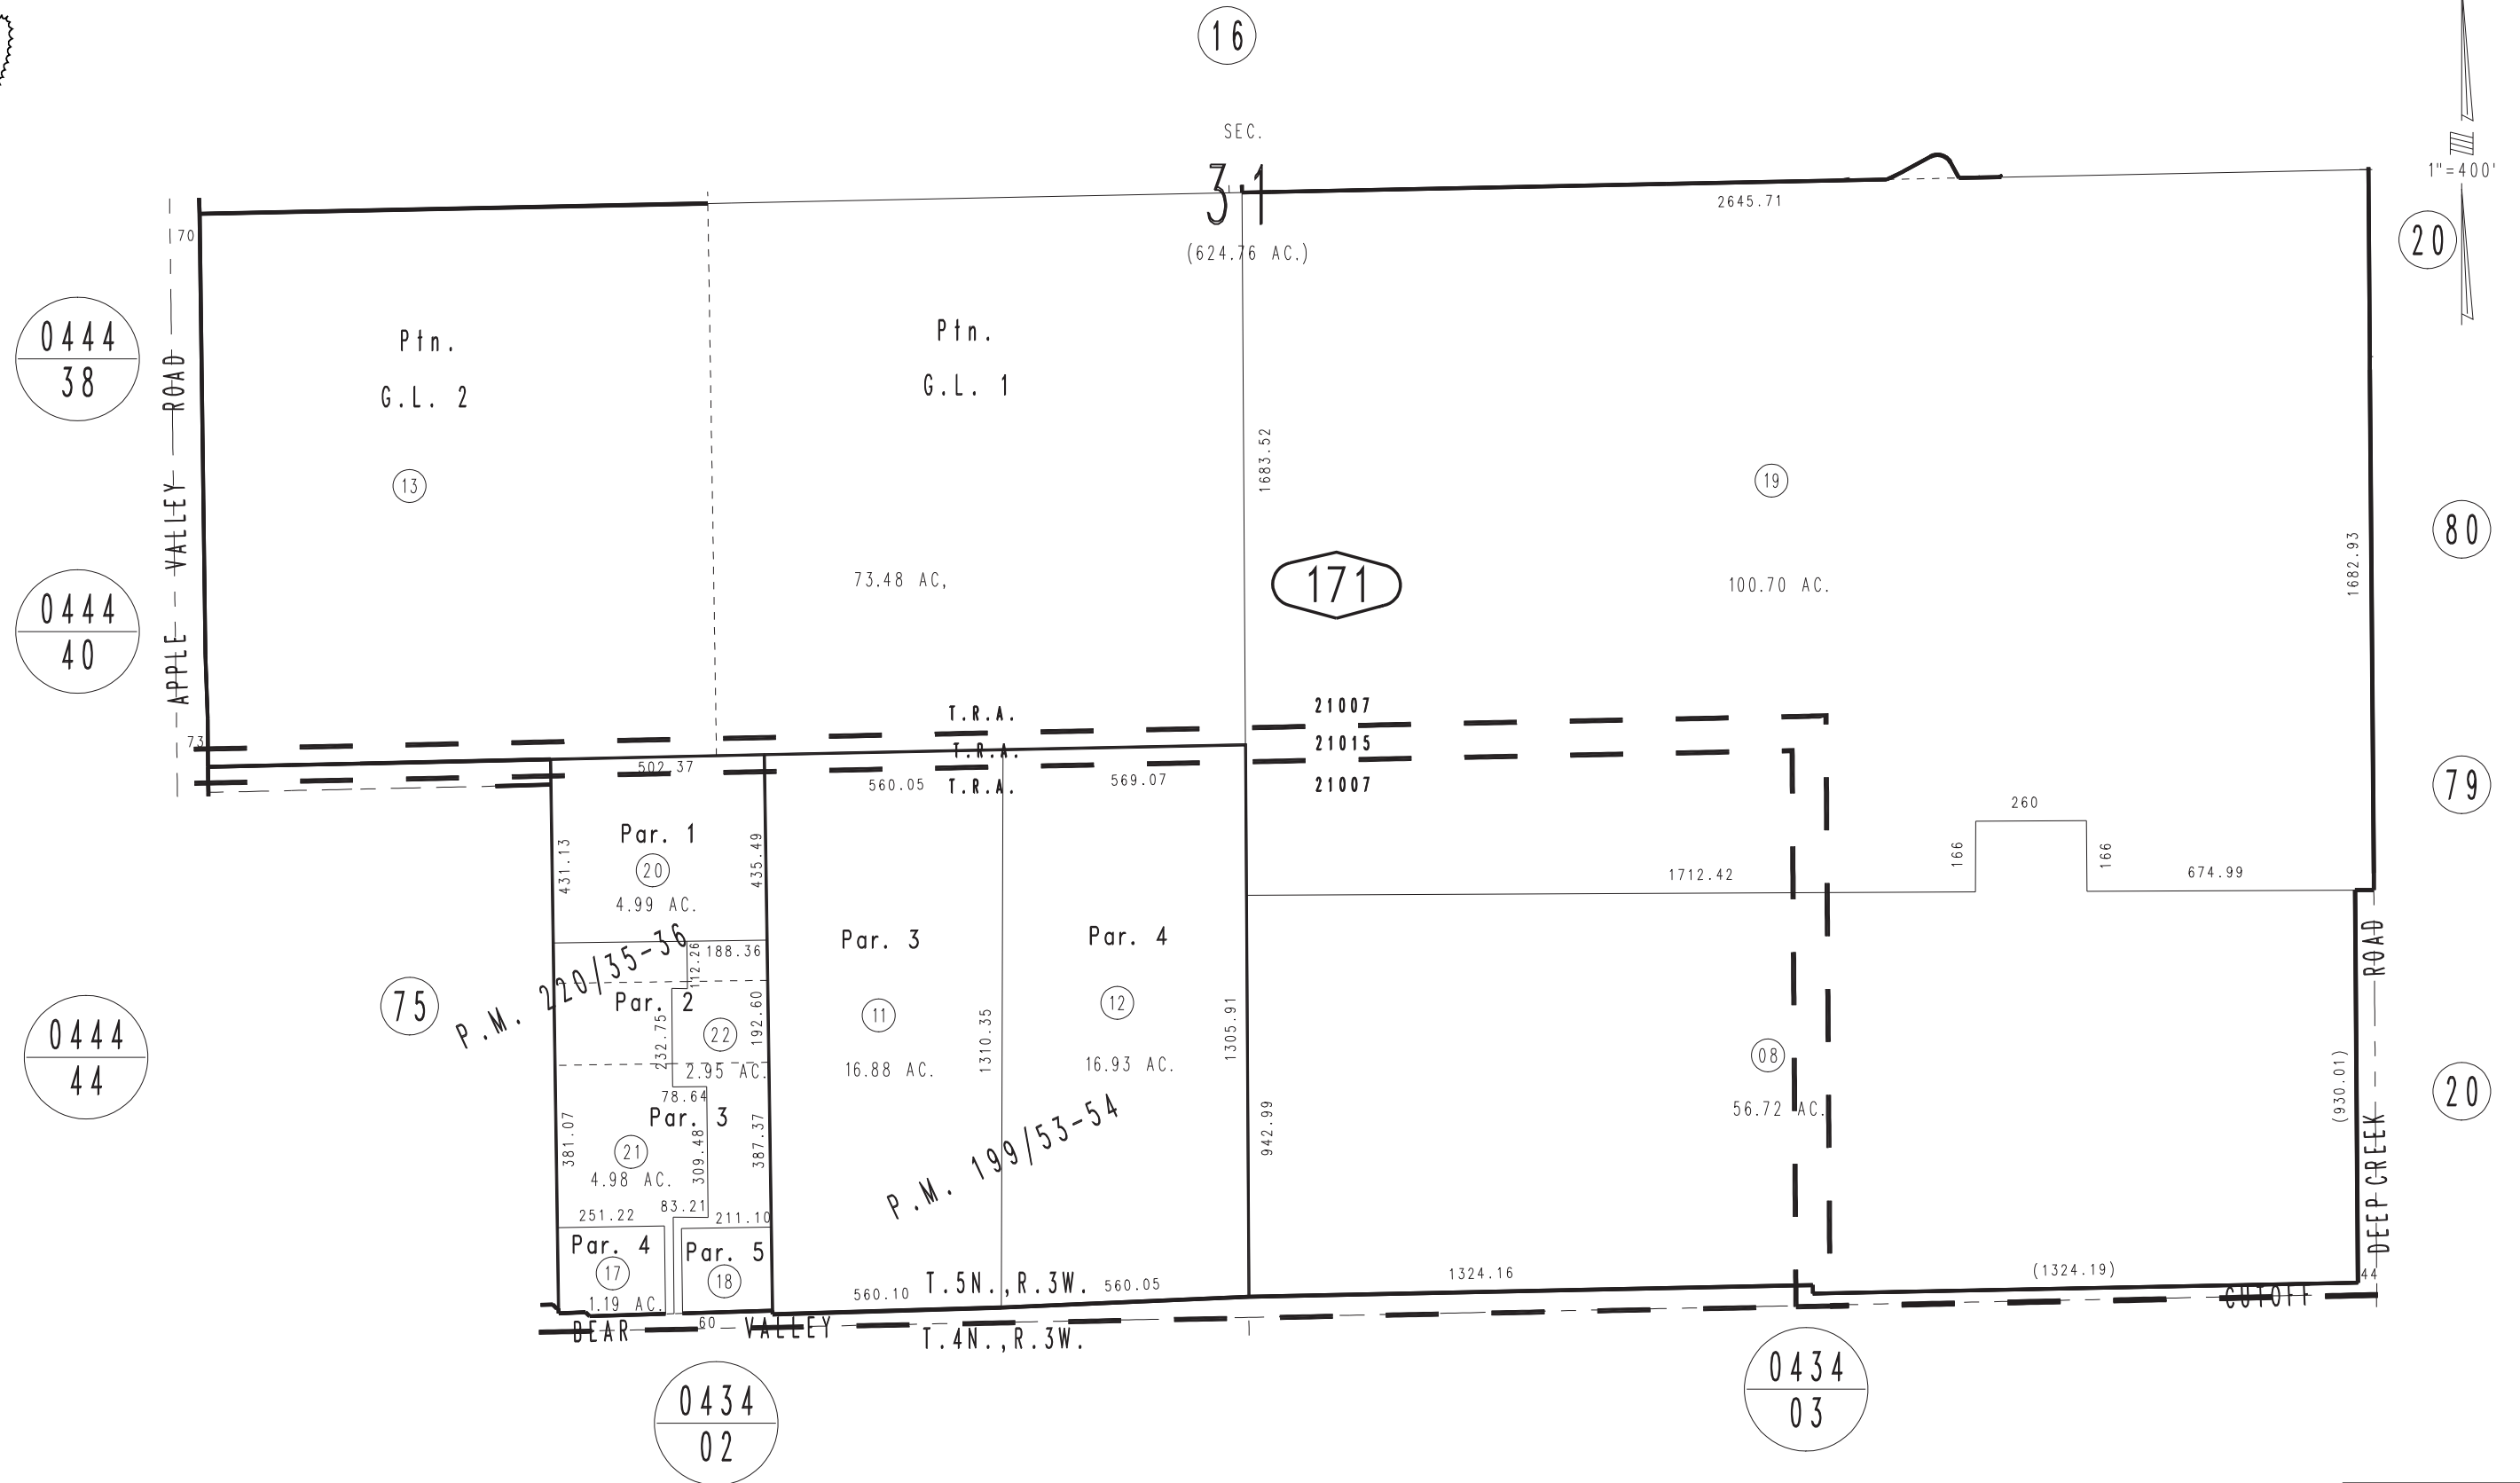 16
SEC.
31
(624.76 AC.)
2645.71
1"=400'
20
70
0444
38
Ptn.
G.L. 2
13
Ptn.
G.L. 1
73.48 AC,
1683.52
19
171
100.70 AC.
1682.93
80
APPLE VALLEY ROAD
0444
40
73
T.R.A. 21007
T.R.A. 21015
T.R.A. 21007
502.37
560.05
569.07
79
260
166
166
1712.42
674.99
431.13
Par. 1
20
4.99 AC.
435.49
188.36
112.26
P.M. 220/35-36
75
Par. 2
22
192.60
232.75
2.95 AC.
78.64
Par. 3
381.07
21
4.98 AC.
309.48
387.37
83.21
251.22
211.10
Par. 4
17
1.19 AC.
Par. 5
18
Par. 3
11
16.88 AC.
1310.35
Par. 4
12
16.93 AC.
1305.91
P.M. 199/53-54
942.99
08
56.72 AC.
(930.01)
DEEP CREEK ROAD
20
0444
44
560.10
T.5N.,R.3W.
560.05
1324.16
(1324.19)
44
BEAR VALLEY CUTOFF
60
T.4N.,R.3W.
0434
02
0434
03